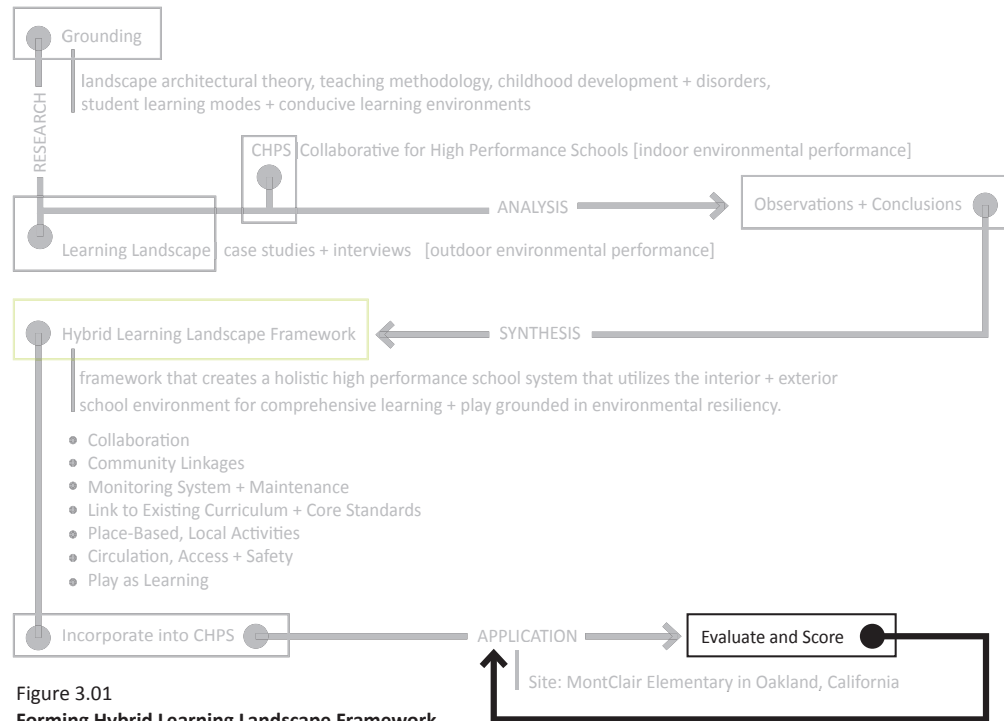 Grounding
landscape architectural theory, teaching methodology, childhood development + disorders,
student learning modes + conducive learning environments
RESEARCH
CHPS Collaborative for High Performance Schools [indoor environmental performance]
ANALYSIS
Observations + Conclusions
Learning Landscape case studies + interviews [outdoor environmental performance]
Hybrid Learning Landscape Framework
SYNTHESIS
framework that creates a holistic high performance school system that utilizes the interior + exterior
school environment for comprehensive learning + play grounded in environmental resiliency.
Collaboration
Community Linkages
Monitoring System + Maintenance
Link to Existing Curriculum + Core Standards
Place-Based, Local Activities
Circulation, Access + Safety
Play as Learning
Incorporate into CHPS
APPLICATION
Evaluate and Score
Site: MontClair Elementary in Oakland, California
Figure 3.01
Forming Hybrid Learning Landscape Framework